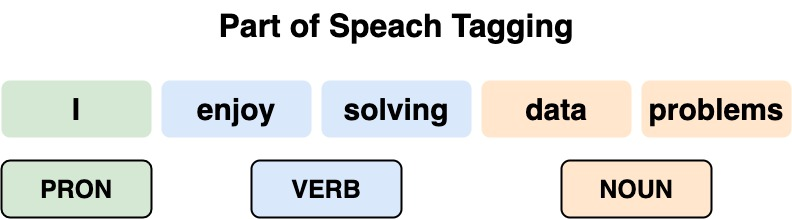 Part of Speach Tagging
I enjoy solving data problems
PRON VERB NOUN